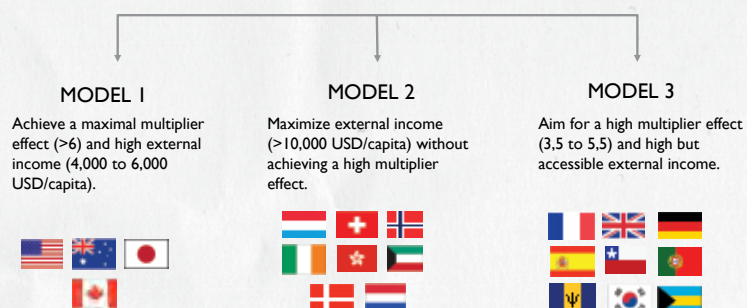 MODEL 1
Achieve a maximal multiplier
effect (>6) and high external
income (4,000 to 6,000
USD/capita).
MODEL 2
Maximize external income
(>10,000 USD/capita) without
achieving a high multiplier
effect.
MODEL 3
Aim for a high multiplier effect
(3,5 to 5,5) and high but
accessible external income.